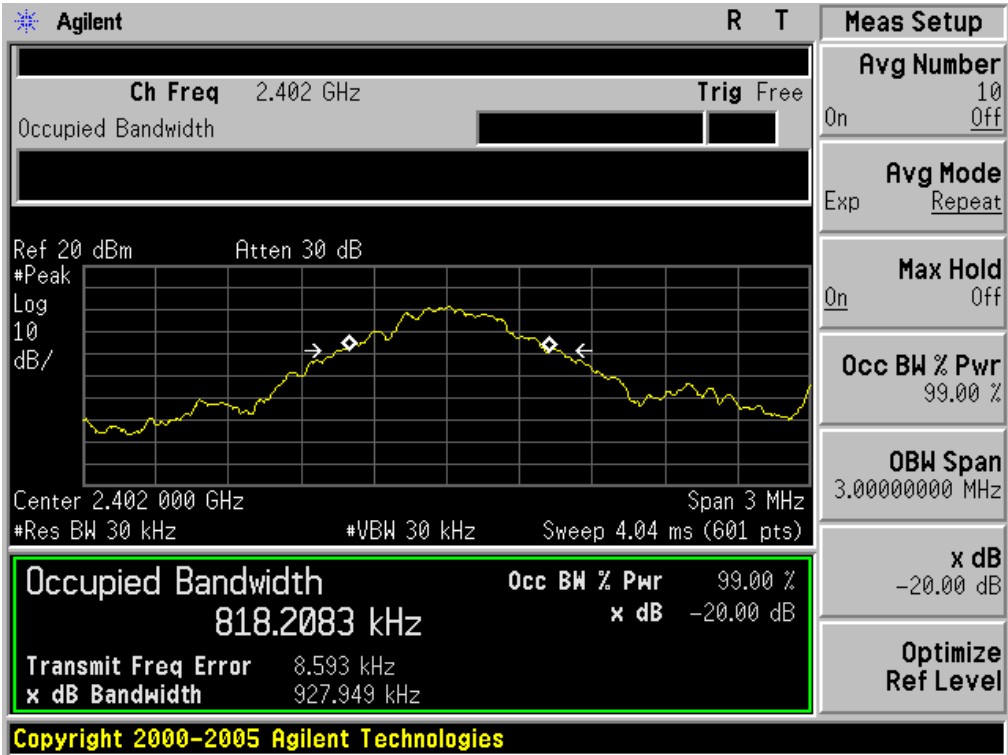 Agilent R T
Ch Freq 2.402 GHz Trig Free
Occupied Bandwidth
Ref 20 dBm Atten 30 dB
#Peak
Log
10
dB/
Center 2.402 000 GHz Span 3 MHz
#Res BW 30 kHz #VBW 30 kHz Sweep 4.04 ms (601 pts)
Occupied Bandwidth
818.2083 kHz
Occ BW % Pwr 99.00 %
x dB -20.00 dB
Transmit Freq Error 8.593 kHz
x dB Bandwidth 927.949 kHz
Meas Setup
Avg Number
10
On Off
Avg Mode
Exp Repeat
Max Hold
On Off
Occ BW % Pwr
99.00 %
OBW Span
3.00000000 MHz
x dB
-20.00 dB
Optimize
Ref Level
Copyright 2000-2005 Agilent Technologies